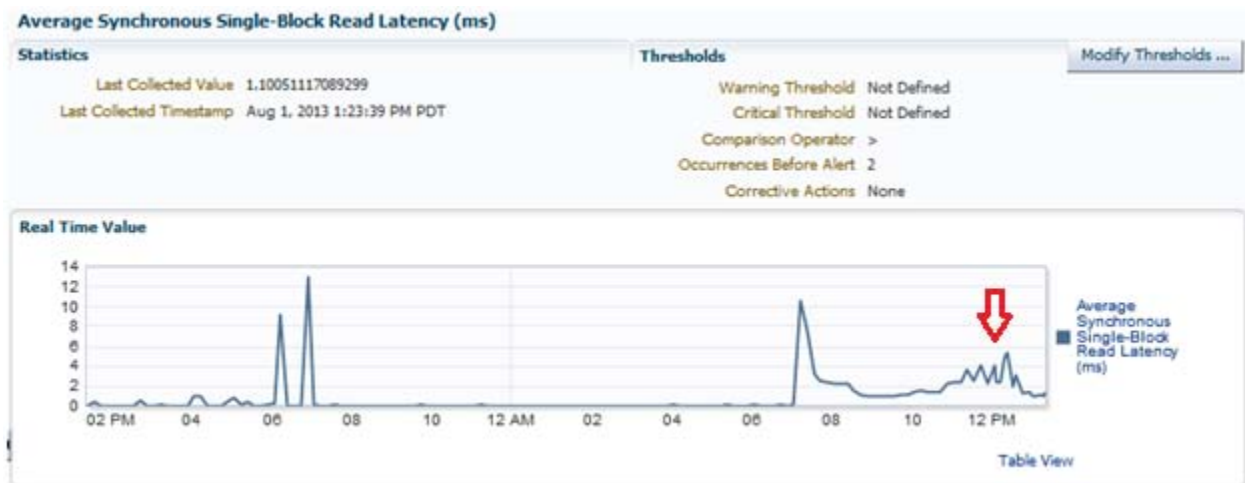 Average Synchronous Single-Block Read Latency (ms)
Statistics
Last Collected Value 1.10051117089299
Last Collected Timestamp Aug 1, 2013 1:23:39 PM PDT
Thresholds
Modify Thresholds ...
Warning Threshold Not Defined
Critical Threshold Not Defined
Comparison Operator >
Occurrences Before Alert 2
Corrective Actions None
Real Time Value
14
12
10
8
6
4
2
0
02 PM 04 06 08 10 12 AM 02 04 06 08 10 12 PM
Average
Synchronous
Single-Block
Read Latency
(ms)
Table View